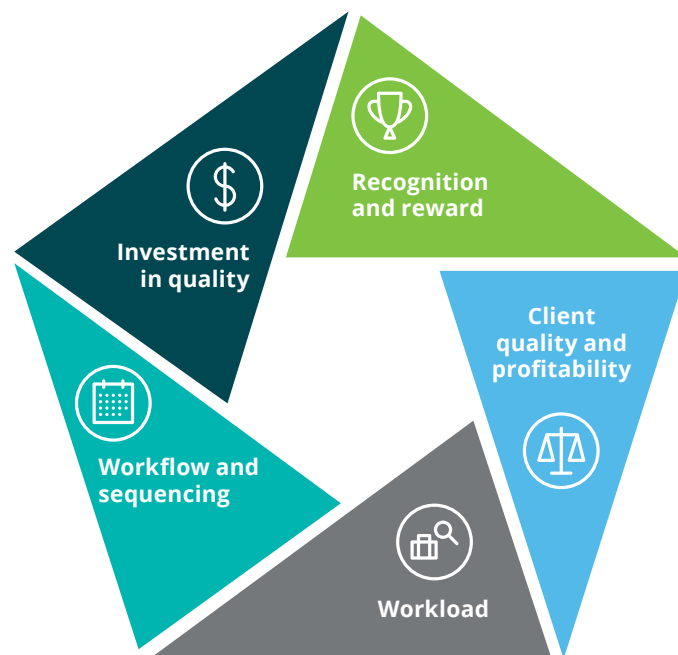 Recognition
and reward
Investment
in quality
Client
quality and
profitability
Workflow and
sequencing
Workload